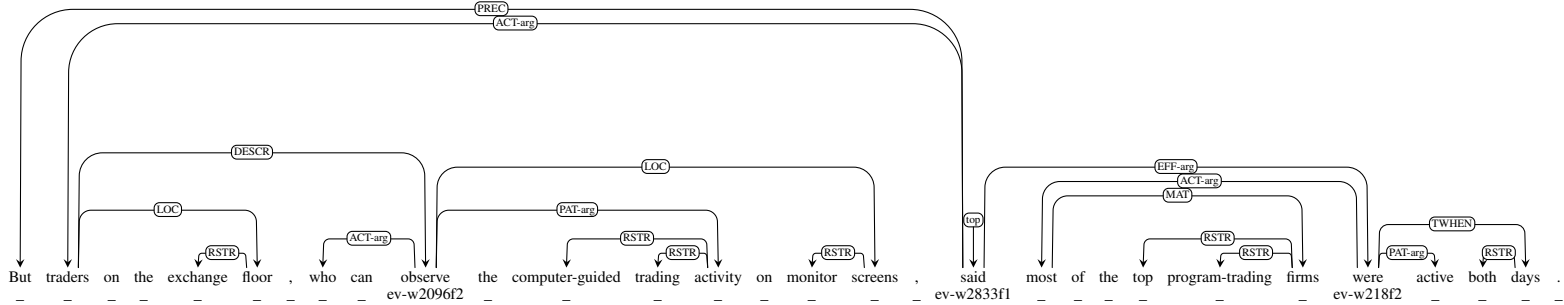 PREC
ACT-arg
DESCR
LOC
EFF-arg
ACT-arg
MAT
LOC
PAT-arg
top
TWHEN
RSTR
ACT-arg
RSTR
RSTR
RSTR
RSTR
RSTR
PAT-arg
RSTR
But traders on the exchange floor , who can observe the computer-guided trading activity on monitor screens , said most of the top program-trading firms were active both days .
_ _ _ _ _ _ _ _ _ ev-w2096f2 _ _ _ _ _ _ _ _ ev-w2833f1 _ _ _ _ _ _ ev-w218f2 _ _ _ _